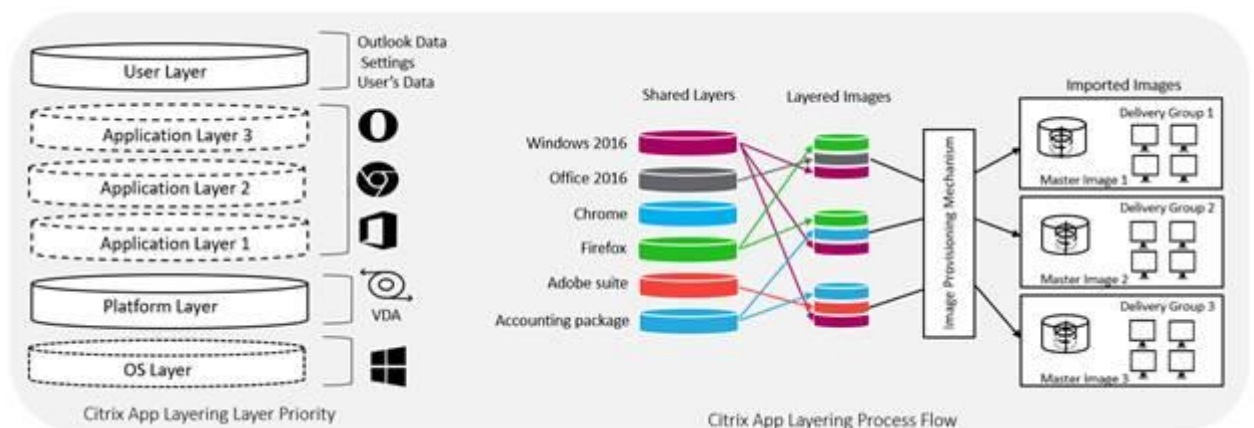 User Layer
Outlook Data
Settings
User's Data
Application Layer 3
Application Layer 2
Application Layer 1
Platform Layer
VDA
OS Layer
Citrix App Layering Layer Priority
Shared Layers
Layered Images
Imported Images
Windows 2016
Office 2016
Chrome
Firefox
Adobe suite
Accounting package
Image Provisioning Mechanism
Delivery Group 1
Master Image 1
Delivery Group 2
Master Image 2
Delivery Group 3
Master Image 3
Citrix App Layering Process Flow